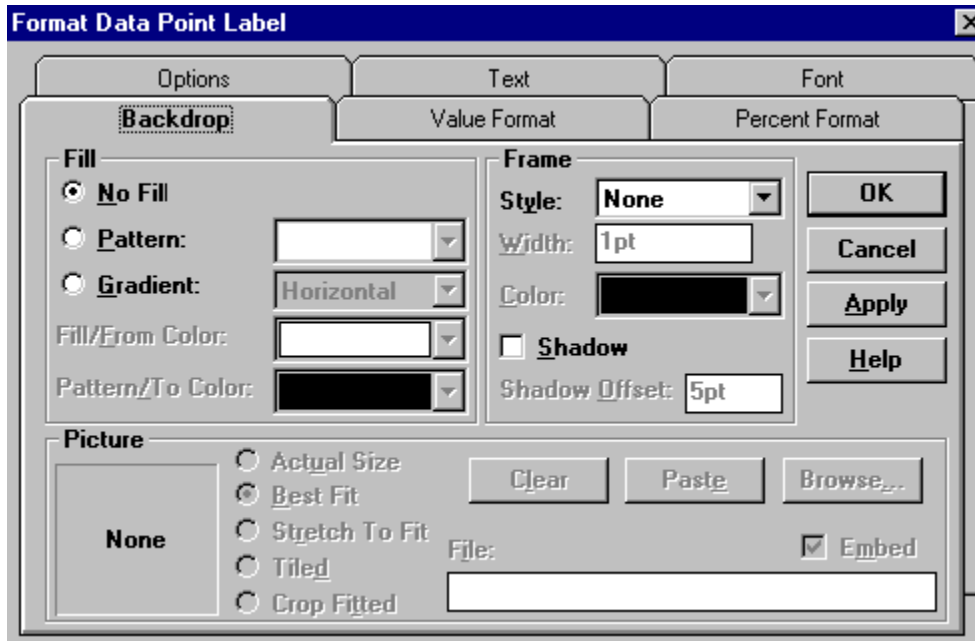 Format Data Point Label
Options Text Font
Backdrop Value Format Percent Format
Fill
No Fill
Pattern:
Gradient: Horizontal
Fill/From Color:
Pattern/To Color:
Frame
Style: None
Width: 1pt
Color:
Shadow
Shadow Offset: 5pt
OK
Cancel
Apply
Help
Picture
None
Actual Size
Best Fit
Stretch To Fit
Tiled
Crop Fitted
Clear Paste Browse...
File: Embed